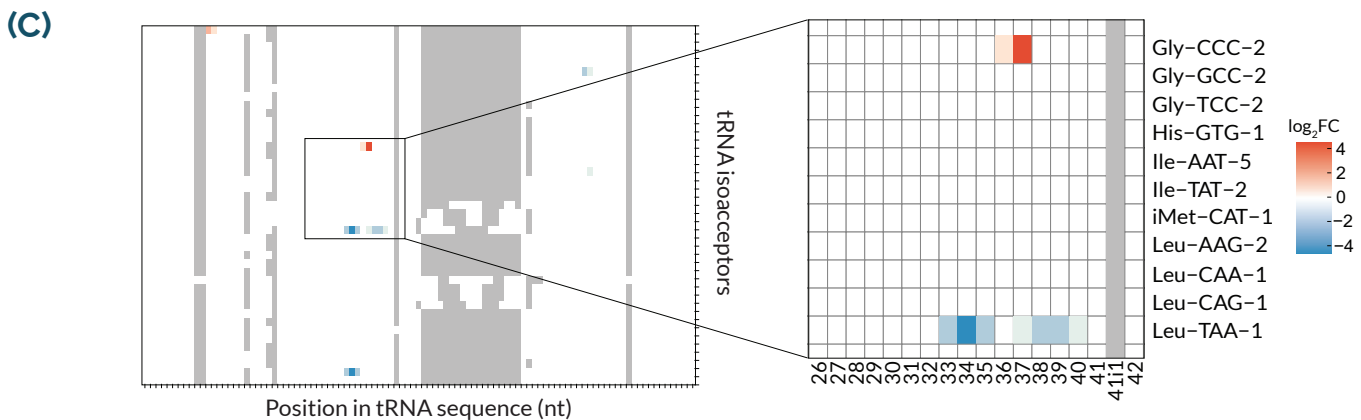 (C)
Position in tRNA sequence (nt)
tRNA isoacceptors
Gly−CCC−2
Gly−GCC−2
Gly−TCC−2
His−GTG−1
Ile−AAT−5
Ile−TAT−2
iMet−CAT−1
Leu−AAG−2
Leu−CAA−1
Leu−CAG−1
Leu−TAA−1
26 27 28 29 30 31 32 33 34 35 36 37 38 39 40 41 41i1 42
log₂FC
4
2
0
−2
−4